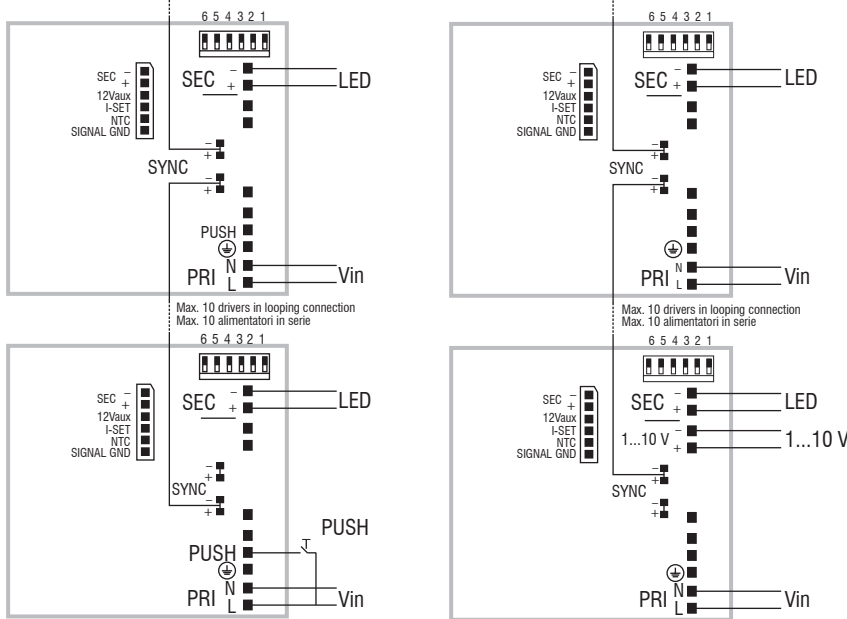 6 5 4 3 2 1
SEC –
+
12Vaux
I-SET
NTC
SIGNAL GND
SEC –
+
LED
–
+
SYNC
–
+
PUSH
N
PRI L
Vin
Max. 10 drivers in looping connection
Max. 10 alimentatori in serie
6 5 4 3 2 1
SEC –
+
12Vaux
I-SET
NTC
SIGNAL GND
SEC –
+
LED
–
+
SYNC
–
+
PUSH
PUSH
N
PRI L
Vin
6 5 4 3 2 1
SEC –
+
12Vaux
I-SET
NTC
SIGNAL GND
SEC –
+
LED
–
+
SYNC
–
+
N
PRI L
Vin
Max. 10 drivers in looping connection
Max. 10 alimentatori in serie
6 5 4 3 2 1
SEC –
+
12Vaux
I-SET
NTC
SIGNAL GND
SEC –
+
LED
1...10 V –
+
1...10 V
–
+
SYNC
–
+
N
PRI L
Vin